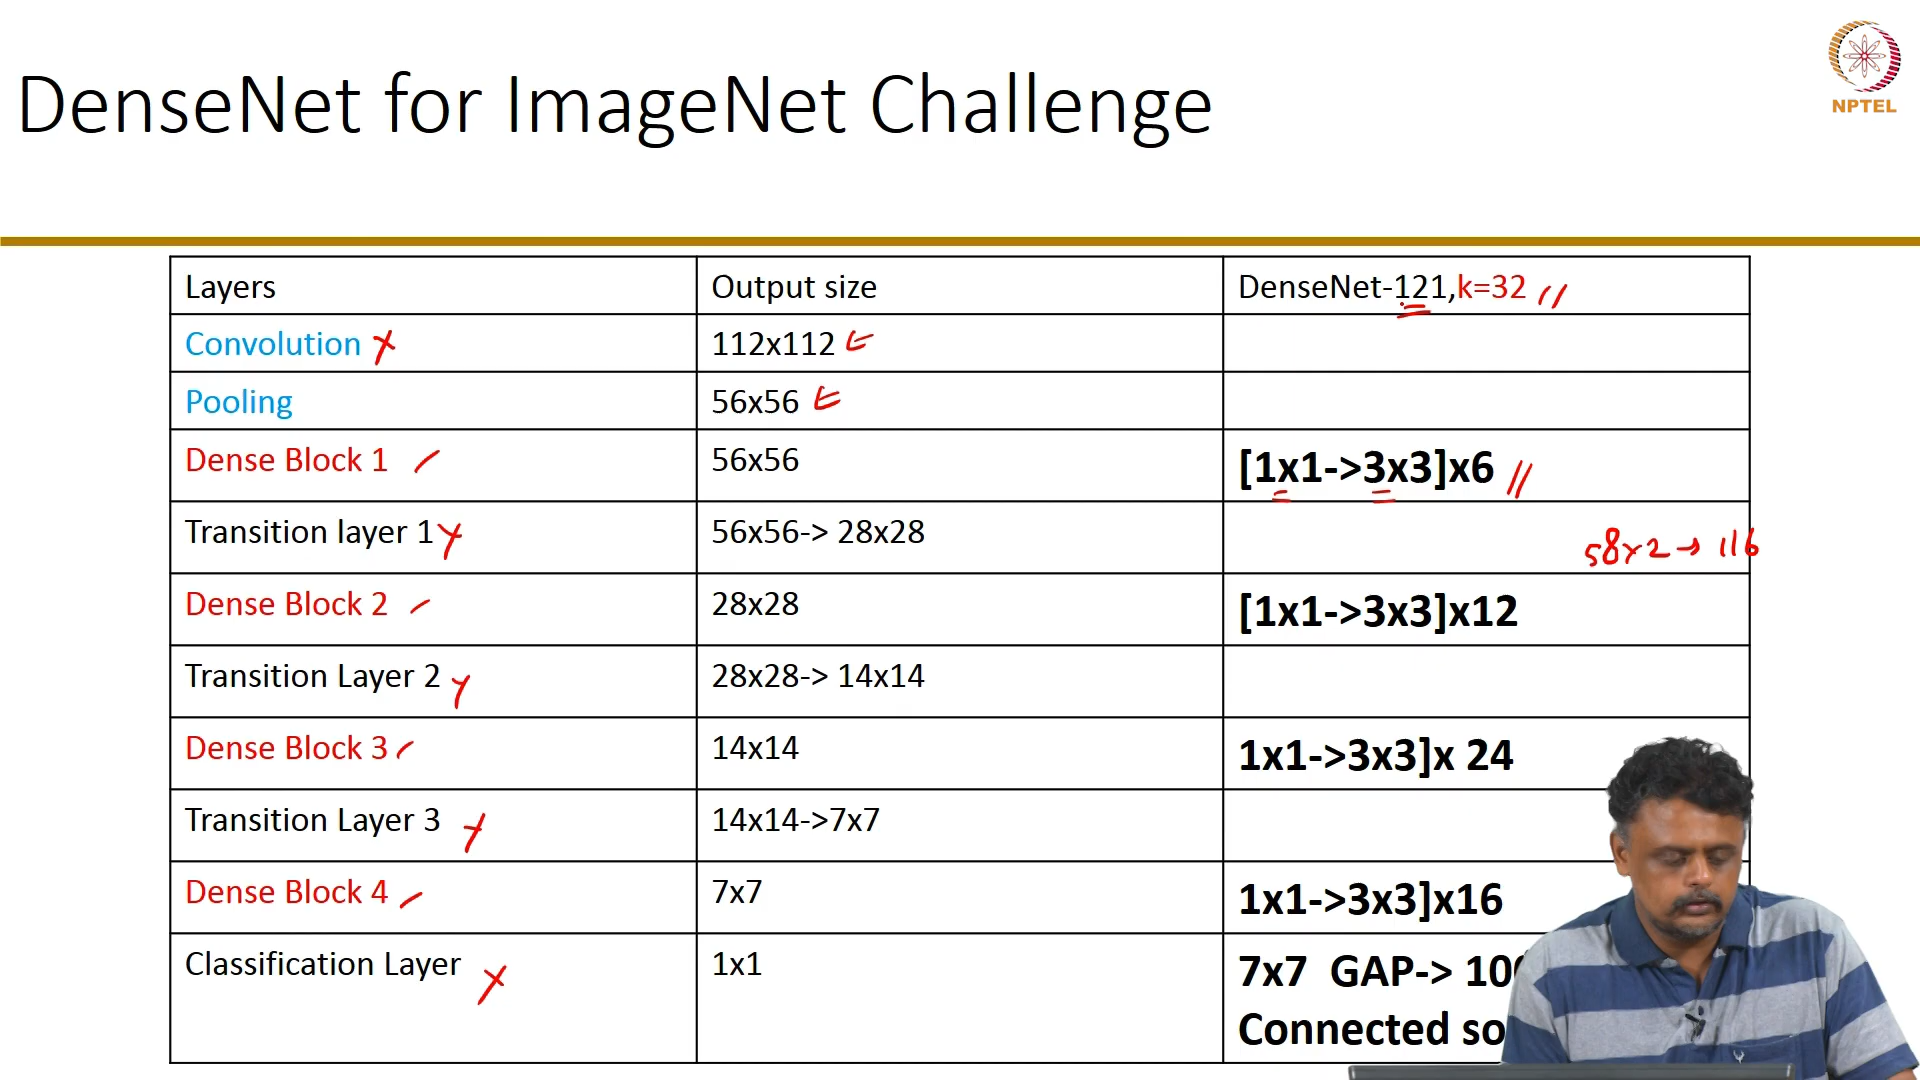 DenseNet for ImageNet Challenge
NPTEL
Layers Output size DenseNet-121,k=32
Convolution 112x112
Pooling 56x56
Dense Block 1 56x56 [1x1->3x3]x6
Transition layer 1 56x56-> 28x28
58x2→116
Dense Block 2 28x28 [1x1->3x3]x12
Transition Layer 2 28x28-> 14x14
Dense Block 3 14x14 1x1->3x3]x 24
Transition Layer 3 14x14->7x7
Dense Block 4 7x7 1x1->3x3]x16
Classification Layer 1x1 7x7 GAP->
Connected